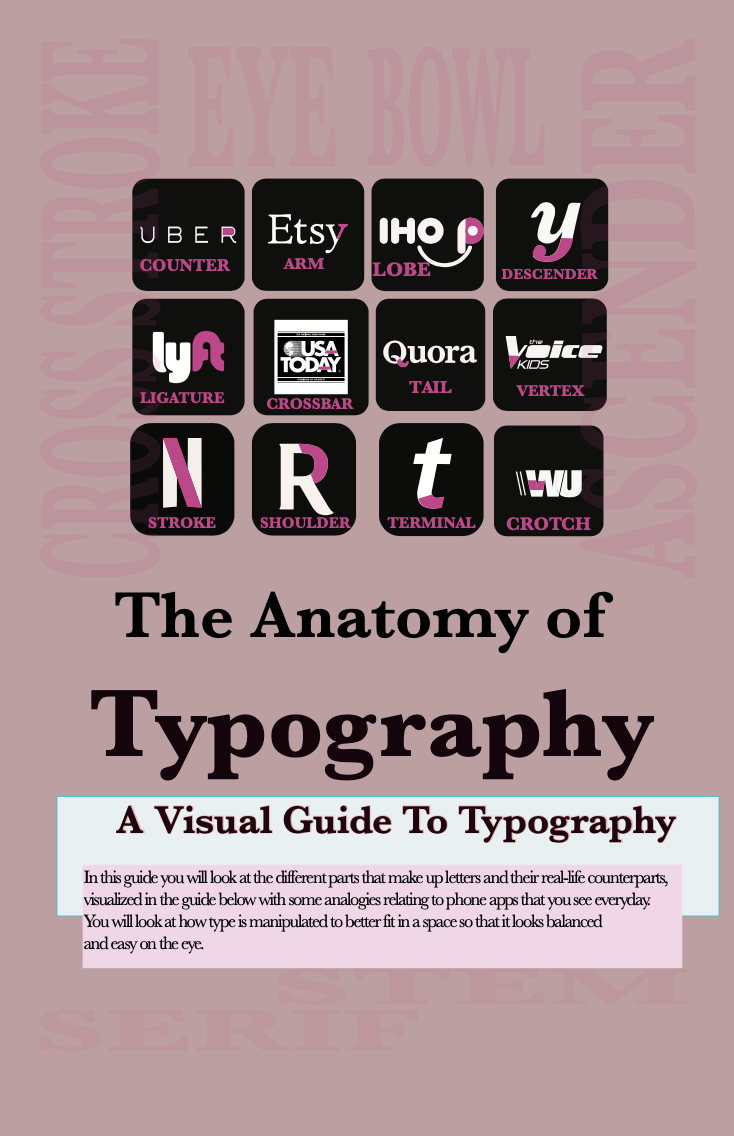 CROSS STROKE
EYE BOWL
ASCENDER
UBER
COUNTER
Etsy
ARM
IHO P
LOBE
y
DESCENDER
lyft
LIGATURE
USA
TODAY
CROSSBAR
Quora
TAIL
the
Voice
KIDS
VERTEX
N
STROKE
R
SHOULDER
t
TERMINAL
WU
CROTCH
The Anatomy of
Typography
A Visual Guide To Typography
In this guide you will look at the different parts that make up letters and their real-life counterparts,
visualized in the guide below with some analogies relating to phone apps that you see everyday.
You will look at how type is manipulated to better fit in a space so that it looks balanced
and easy on the eye.
STEM
SERIF